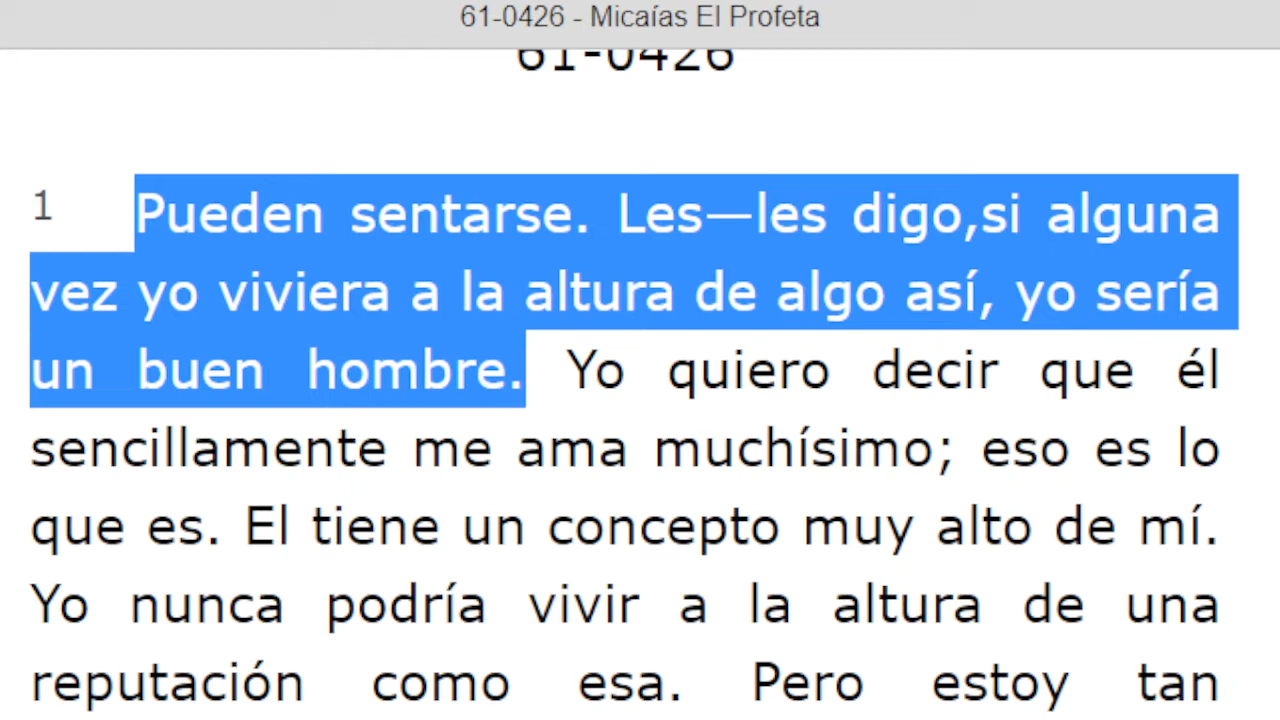 61-0426 - Micaías El Profeta
61-0426
1 Pueden sentarse. Les—les digo,si alguna
vez yo viviera a la altura de algo así, yo sería
un buen hombre. Yo quiero decir que él
sencillamente me ama muchísimo; eso es lo
que es. El tiene un concepto muy alto de mí.
Yo nunca podría vivir a la altura de una
reputación como esa. Pero estoy tan